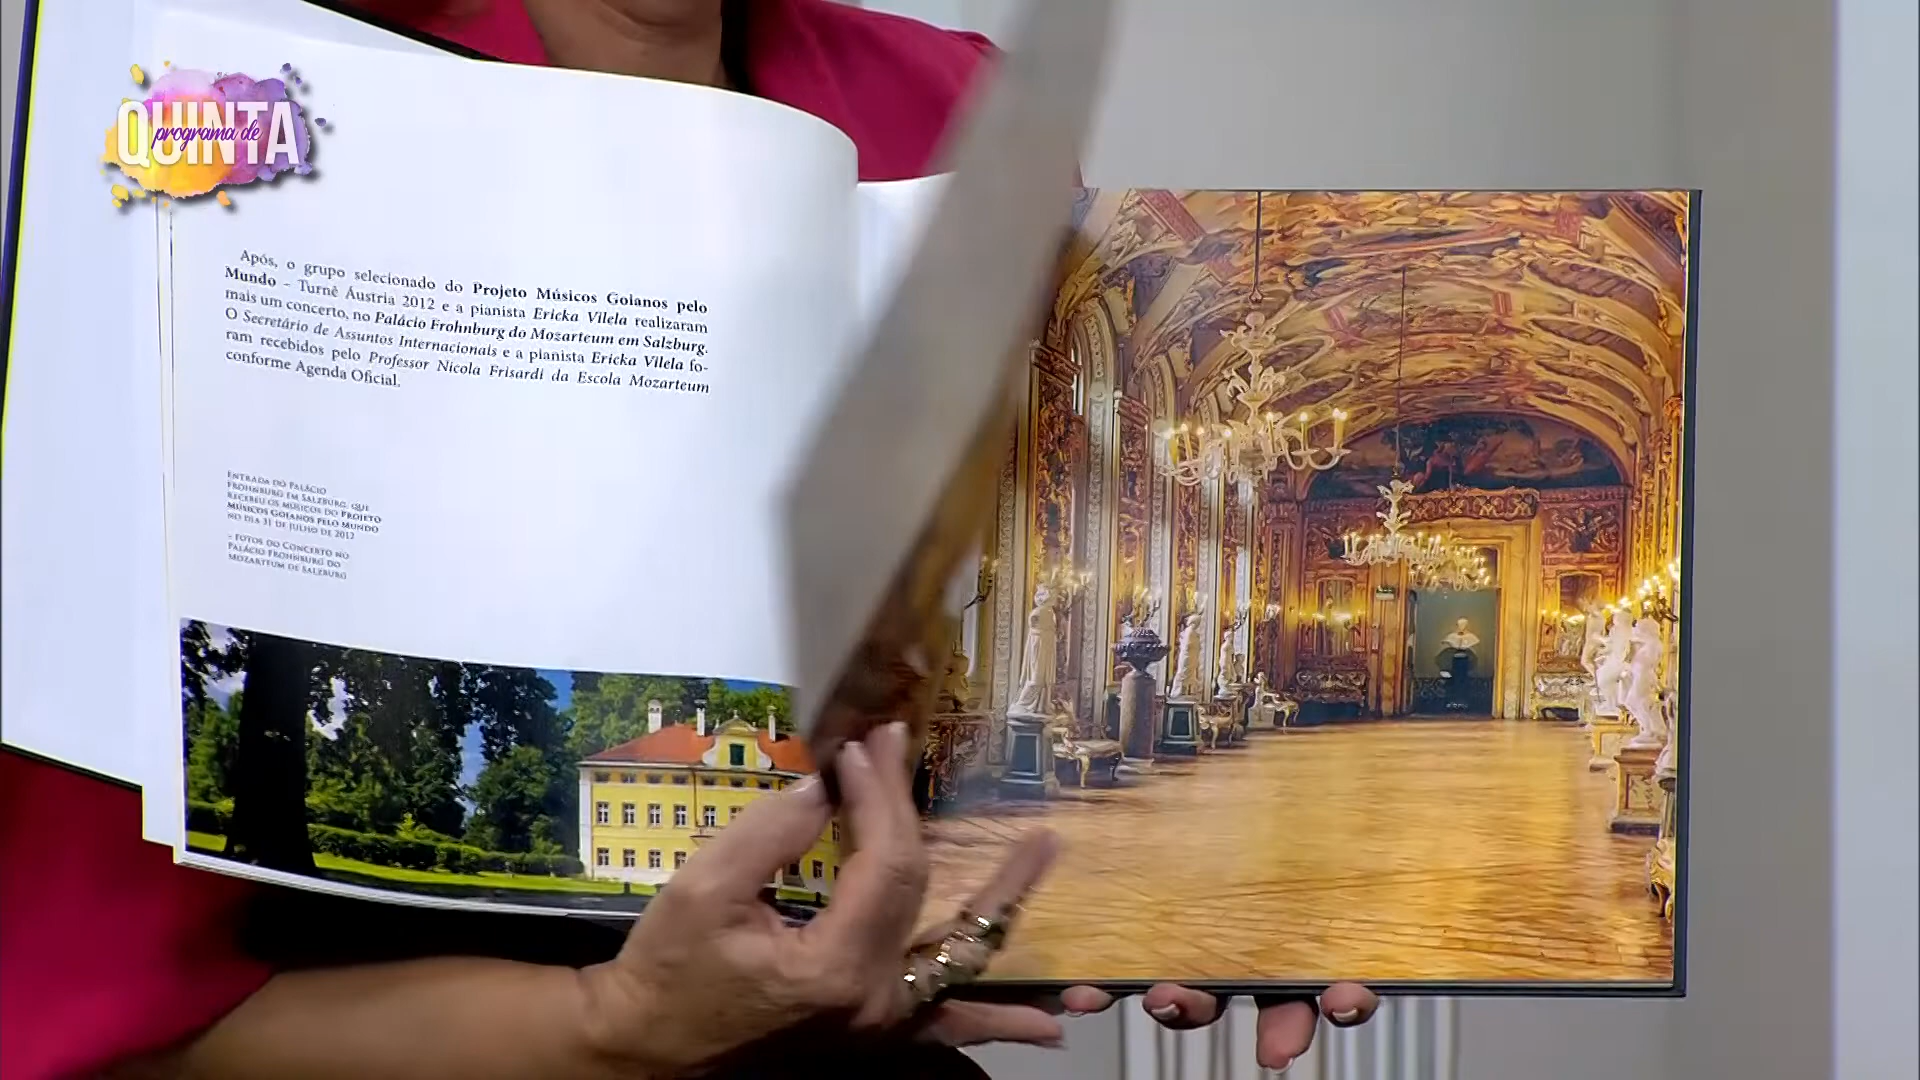 programa de
QUINTA
Após, o grupo selecionado do Projeto Músicos Goianos pelo
Mundo – Turnê Áustria 2012 e a pianista Ericka Vilela realizaram
mais um concerto, no Palácio Frohnburg do Mozarteum em Salzburg.
O Secretário de Assuntos Internacionais e a pianista Ericka Vilela fo-
ram recebidos pelo Professor Nicola Frisardi da Escola Mozarteum
conforme Agenda Oficial.
ENTRADA DO PALÁCIO
FROHNBURG EM SALZBURG, QUE
RECEBEU OS MÚSICOS DO PROJETO
MÚSICOS GOIANOS PELO MUNDO
NO DIA 31 DE JULHO DE 2012
– FOTOS DO CONCERTO NO
PALÁCIO FROHNBURG DO
MOZARTEUM DE SALZBURG